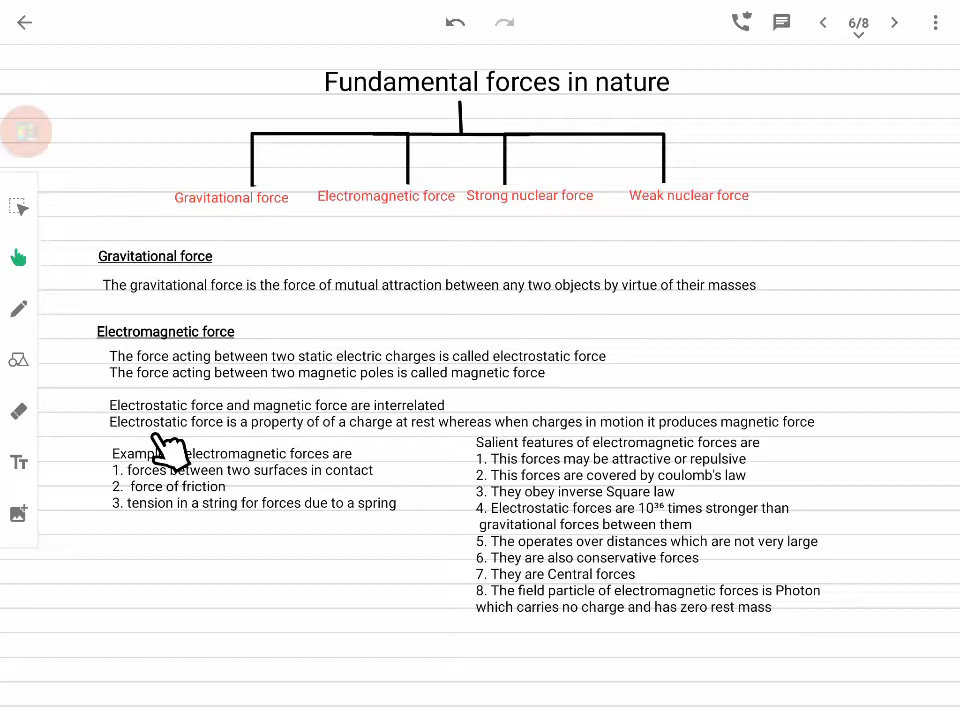 6/8
Fundamental forces in nature
Gravitational force Electromagnetic force Strong nuclear force Weak nuclear force
Gravitational force
The gravitational force is the force of mutual attraction between any two objects by virtue of their masses
Electromagnetic force
The force acting between two static electric charges is called electrostatic force
The force acting between two magnetic poles is called magnetic force
Electrostatic force and magnetic force are interrelated
Electrostatic force is a property of of a charge at rest whereas when charges in motion it produces magnetic force
electromagnetic forces are
1. forces between two surfaces in contact
2. force of friction
3. tension in a string for forces due to a spring
Salient features of electromagnetic forces are
1. This forces may be attractive or repulsive
2. This forces are covered by coulomb's law
3. They obey inverse Square law
4. Electrostatic forces are 10³⁶ times stronger than
gravitational forces between them
5. The operates over distances which are not very large
6. They are also conservative forces
7. They are Central forces
8. The field particle of electromagnetic forces is Photon
which carries no charge and has zero rest mass
Tт